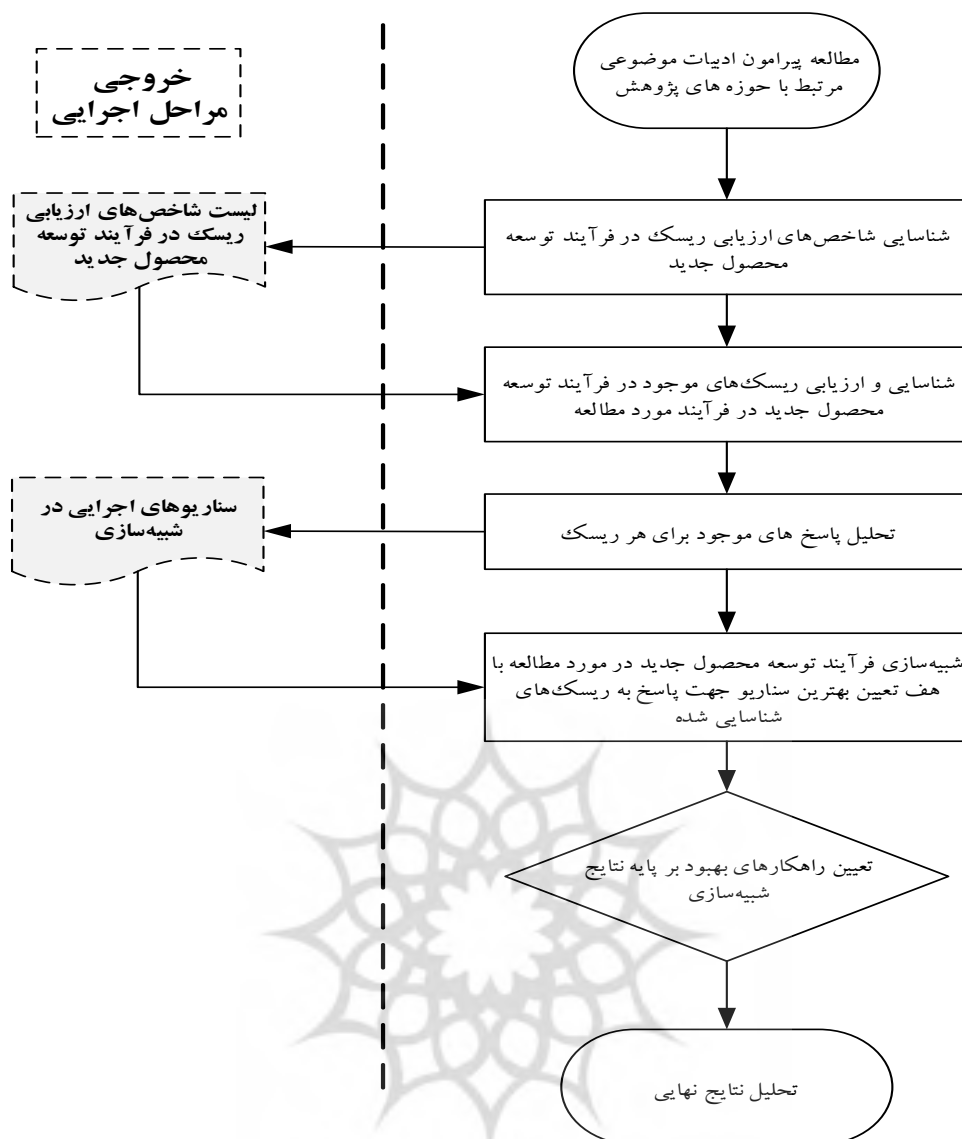 خروجی
مراحل اجرایی
مطالعه پیرامون ادبیات موضوعی
مرتبط با حوزه های پژوهش
شناسایی شاخص‌های ارزیابی ریسک در فرآیند توسعه
محصول جدید
لیست شاخص‌های ارزیابی
ریسک در فرآیند توسعه
محصول جدید
شناسایی و ارزیابی ریسک‌های موجود در فرآیند توسعه
محصول جدید در فرآیند مورد مطالعه
تحلیل پاسخ های موجود برای هر ریسک
سناریوهای اجرایی در
شبیه‌سازی
شبیه‌سازی فرآیند توسعه محصول جدید در مورد مطالعه با
هف تعیین بهترین سناریو جهت پاسخ به ریسک‌های
شناسایی شده
تعیین راهکارهای بهبود بر پایه نتایج
شبیه‌سازی
تحلیل نتایج نهایی